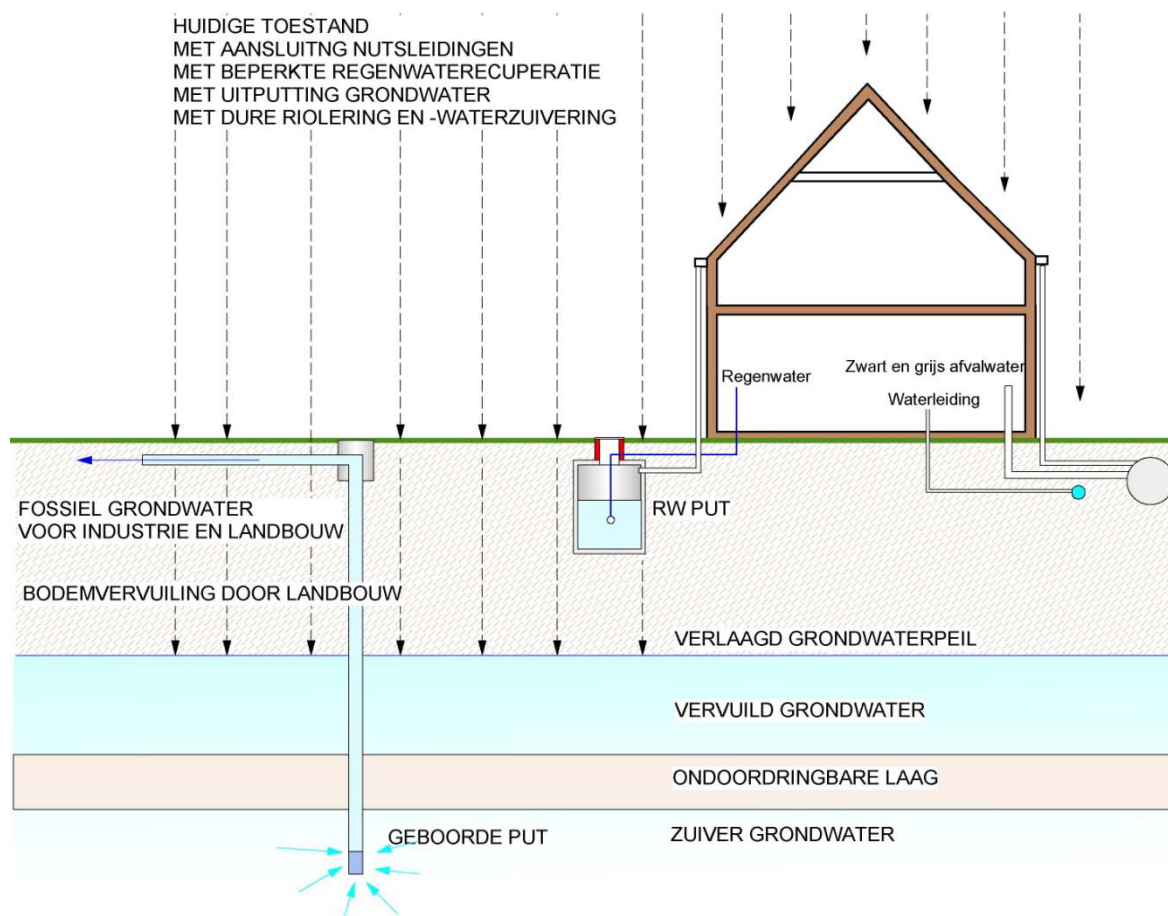 HUIDIGE TOESTAND
MET AANSLUITNG NUTSLEIDINGEN
MET BEPERKTE REGENWATERECUPERATIE
MET UITPUTTING GRONDWATER
MET DURE RIOLERING EN -WATERZUIVERING
Regenwater
Zwart en grijs afvalwater
Waterleiding
FOSSIEL GRONDWATER
VOOR INDUSTRIE EN LANDBOUW
RW PUT
BODEMVERVUILING DOOR LANDBOUW
VERLAAGD GRONDWATERPEIL
VERVUILD GRONDWATER
ONDOORDRINGBARE LAAG
GEBOORDE PUT
ZUIVER GRONDWATER